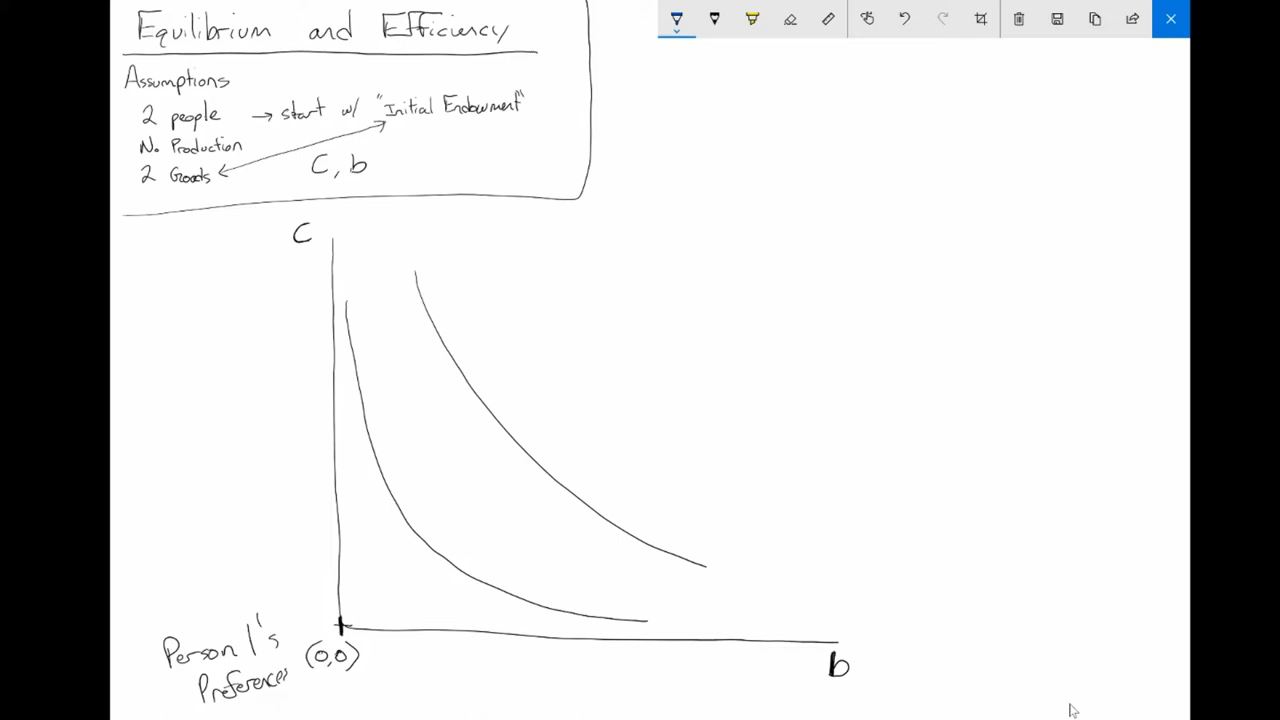 Equilibrium and Efficiency
Assumptions
2 people → start w/ "Initial Endowment"
No Production
2 Goods
C, b
C
Person 1's
Preferences
(0,0)
b